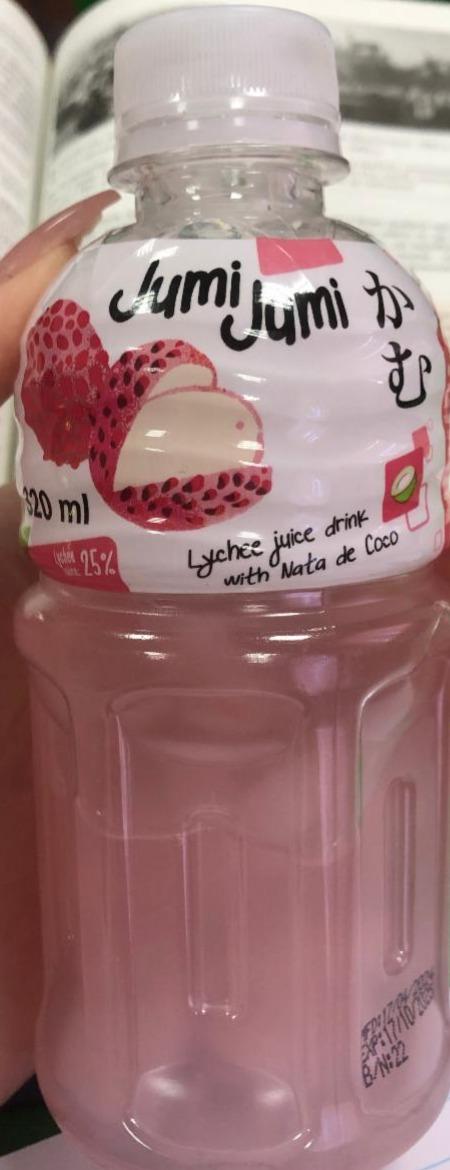 Jumi Jumi
かむ
320 ml
Lychee
25%
Lychee juice drink
with Nata de Coco
EXP: 17/10/2025
B/N: 22